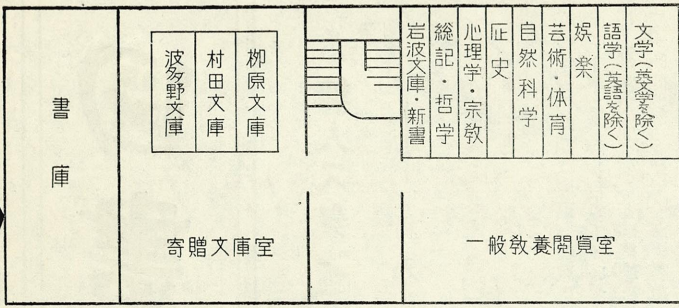 文学(英文学を除く)
語学(英語を除く)
娯楽
芸術・体育
自然科学
歴史
心理学・宗教
総記・哲学
岩波文庫・新書
栁原文庫
村田文庫
波多野文庫
書庫
一般教養閲覧室
寄贈文庫室